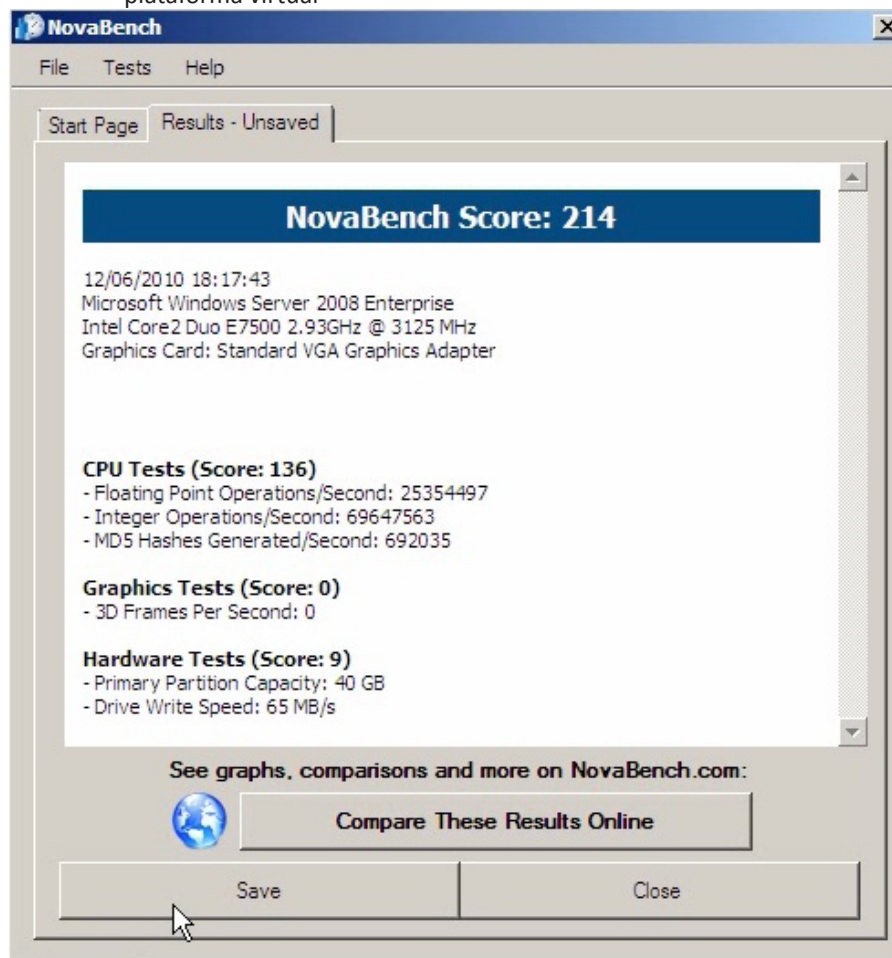 plataforma virtual
NovaBench
File Tests Help
Start Page Results - Unsaved
NovaBench Score: 214
12/06/2010 18:17:43
Microsoft Windows Server 2008 Enterprise
Intel Core2 Duo E7500 2.93GHz @ 3125 MHz
Graphics Card: Standard VGA Graphics Adapter
CPU Tests (Score: 136)
- Floating Point Operations/Second: 25354497
- Integer Operations/Second: 69647563
- MD5 Hashes Generated/Second: 692035
Graphics Tests (Score: 0)
- 3D Frames Per Second: 0
Hardware Tests (Score: 9)
- Primary Partition Capacity: 40 GB
- Drive Write Speed: 65 MB/s
See graphs, comparisons and more on NovaBench.com:
Compare These Results Online
Save Close